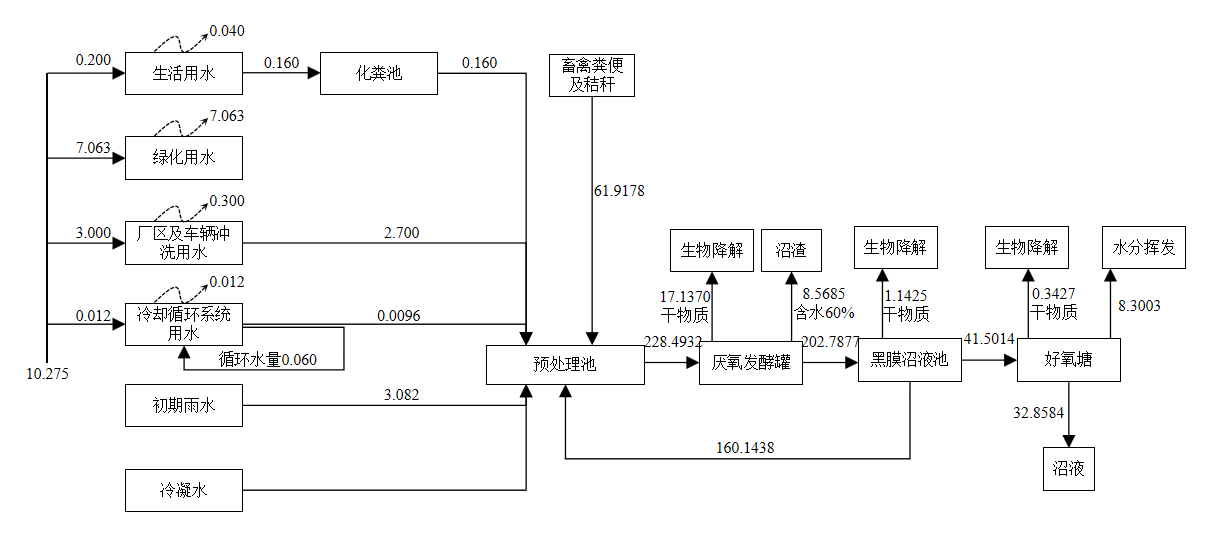 0.040
0.200
生活用水
0.160
化粪池
0.160
畜禽粪便
及秸秆
7.063
7.063
绿化用水
61.9178
0.300
3.000
厂区及车辆冲
洗用水
2.700
生物降解
沼渣
生物降解
生物降解
水分挥发
0.012
0.012
冷却循环系统
用水
0.0096
17.1370
干物质
8.5685
含水60%
1.1425
干物质
0.3427
干物质
8.3003
循环水量0.060
10.275
预处理池
228.4932
厌氧发酵罐
202.7877
黑膜沼液池
41.5014
好氧塘
初期雨水
3.082
32.8584
160.1438
沼液
冷凝水